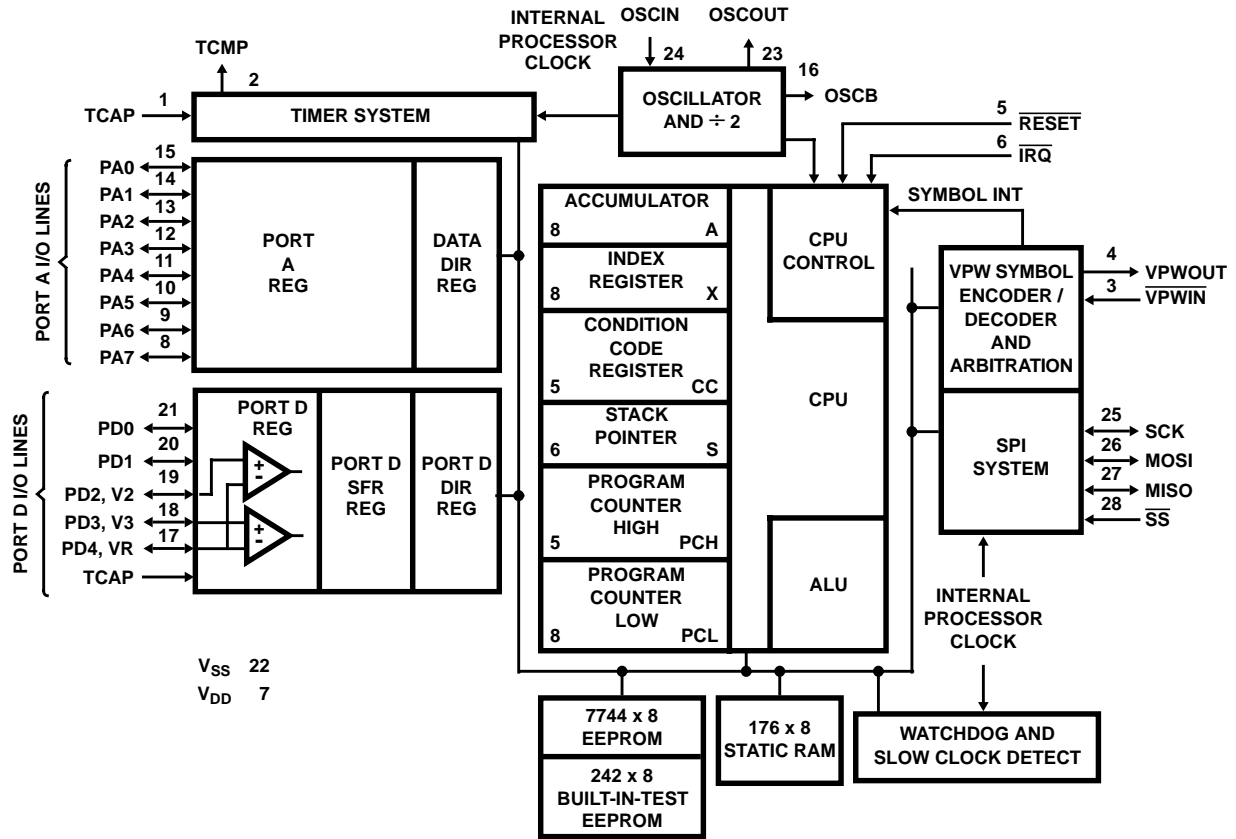 INTERNAL
PROCESSOR
CLOCK
OSCIN
OSCOUT
24
23
TCMP
2
16
OSCB
OSCILLATOR
AND ÷ 2
TCAP
1
TIMER SYSTEM
5
RESET
6
IRQ
PORT A I/O LINES
PA0
15
PA1
14
PA2
13
PA3
12
PA4
11
PA5
10
PA6
9
PA7
8
PORT
A
REG
DATA
DIR
REG
ACCUMULATOR
8 A
INDEX
REGISTER
8 X
CONDITION
CODE
REGISTER
5 CC
STACK
POINTER
6 S
PROGRAM
COUNTER
HIGH
5 PCH
PROGRAM
COUNTER
LOW
8 PCL
CPU
CONTROL
CPU
ALU
SYMBOL INT
VPW SYMBOL
ENCODER /
DECODER
AND
ARBITRATION
4
VPWOUT
3
VPWIN
SPI
SYSTEM
25
SCK
26
MOSI
27
MISO
28
SS
PORT D I/O LINES
PD0
21
PD1
20
PD2, V2
19
PD3, V3
18
PD4, VR
17
TCAP
PORT D
REG
+
-
+
-
PORT D
SFR
REG
PORT D
DIR
REG
INTERNAL
PROCESSOR
CLOCK
VSS 22
VDD 7
7744 x 8
EEPROM
242 x 8
BUILT-IN-TEST
EEPROM
176 x 8
STATIC RAM
WATCHDOG AND
SLOW CLOCK DETECT